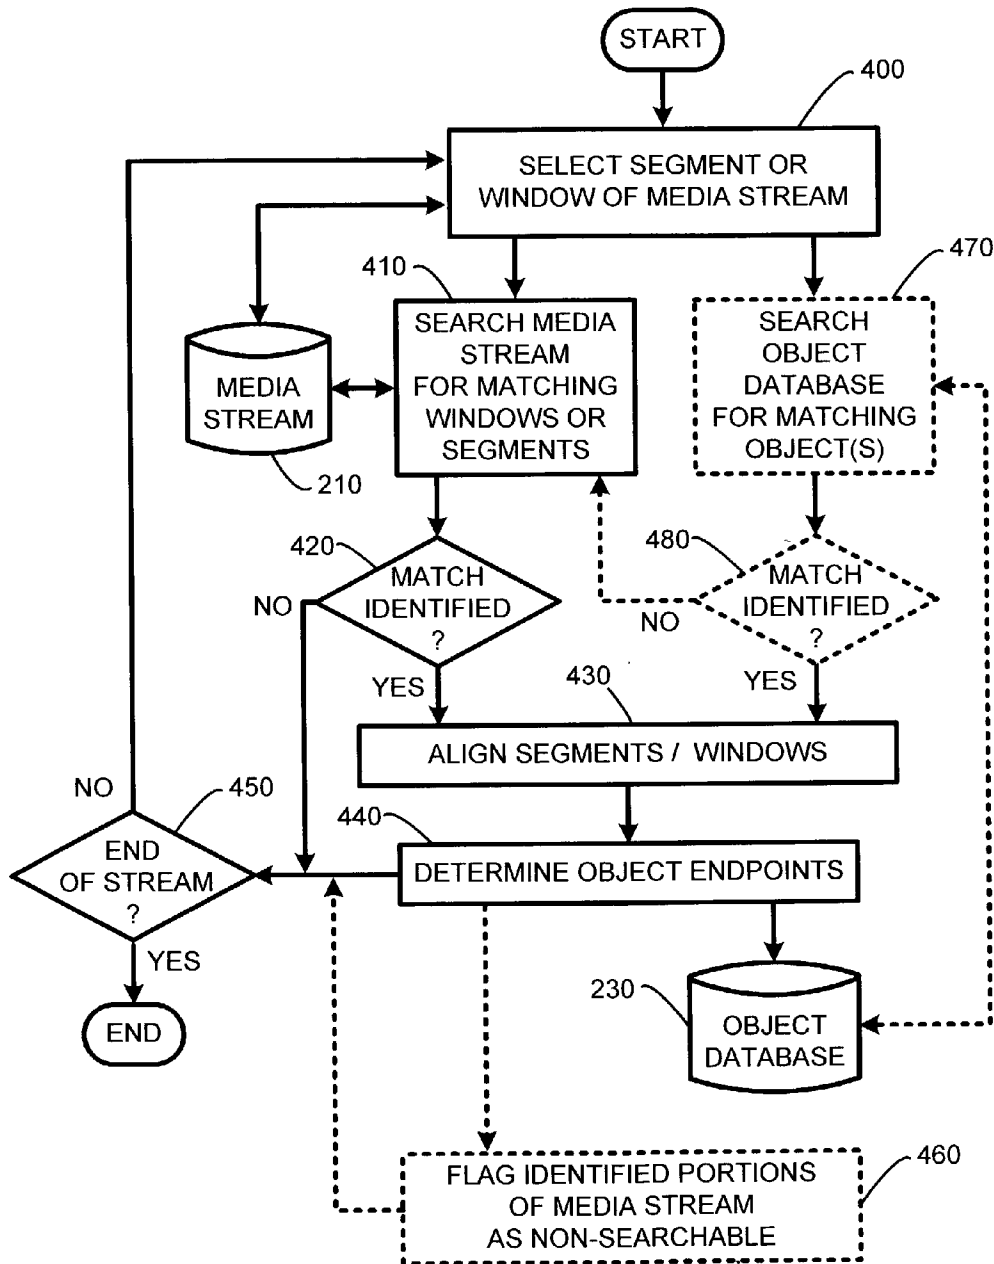 START
400
SELECT SEGMENT OR
WINDOW OF MEDIA STREAM
410
470
SEARCH MEDIA
STREAM
FOR MATCHING
WINDOWS OR
SEGMENTS
SEARCH
OBJECT
DATABASE
FOR MATCHING
OBJECT(S)
MEDIA
STREAM
210
420
MATCH
IDENTIFIED
?
NO
YES
480
MATCH
IDENTIFIED
?
NO
YES
430
ALIGN SEGMENTS / WINDOWS
440
DETERMINE OBJECT ENDPOINTS
NO
450
END
OF STREAM
?
YES
END
230
OBJECT
DATABASE
460
FLAG IDENTIFIED PORTIONS
OF MEDIA STREAM
AS NON-SEARCHABLE